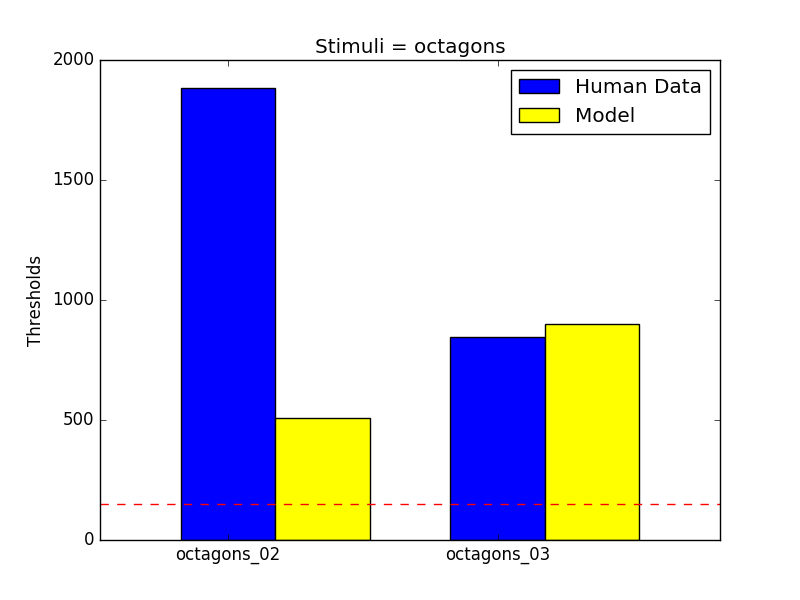 Stimuli = octagons
Human Data
Model
Thresholds
2000
1500
1000
500
0
octagons_02
octagons_03